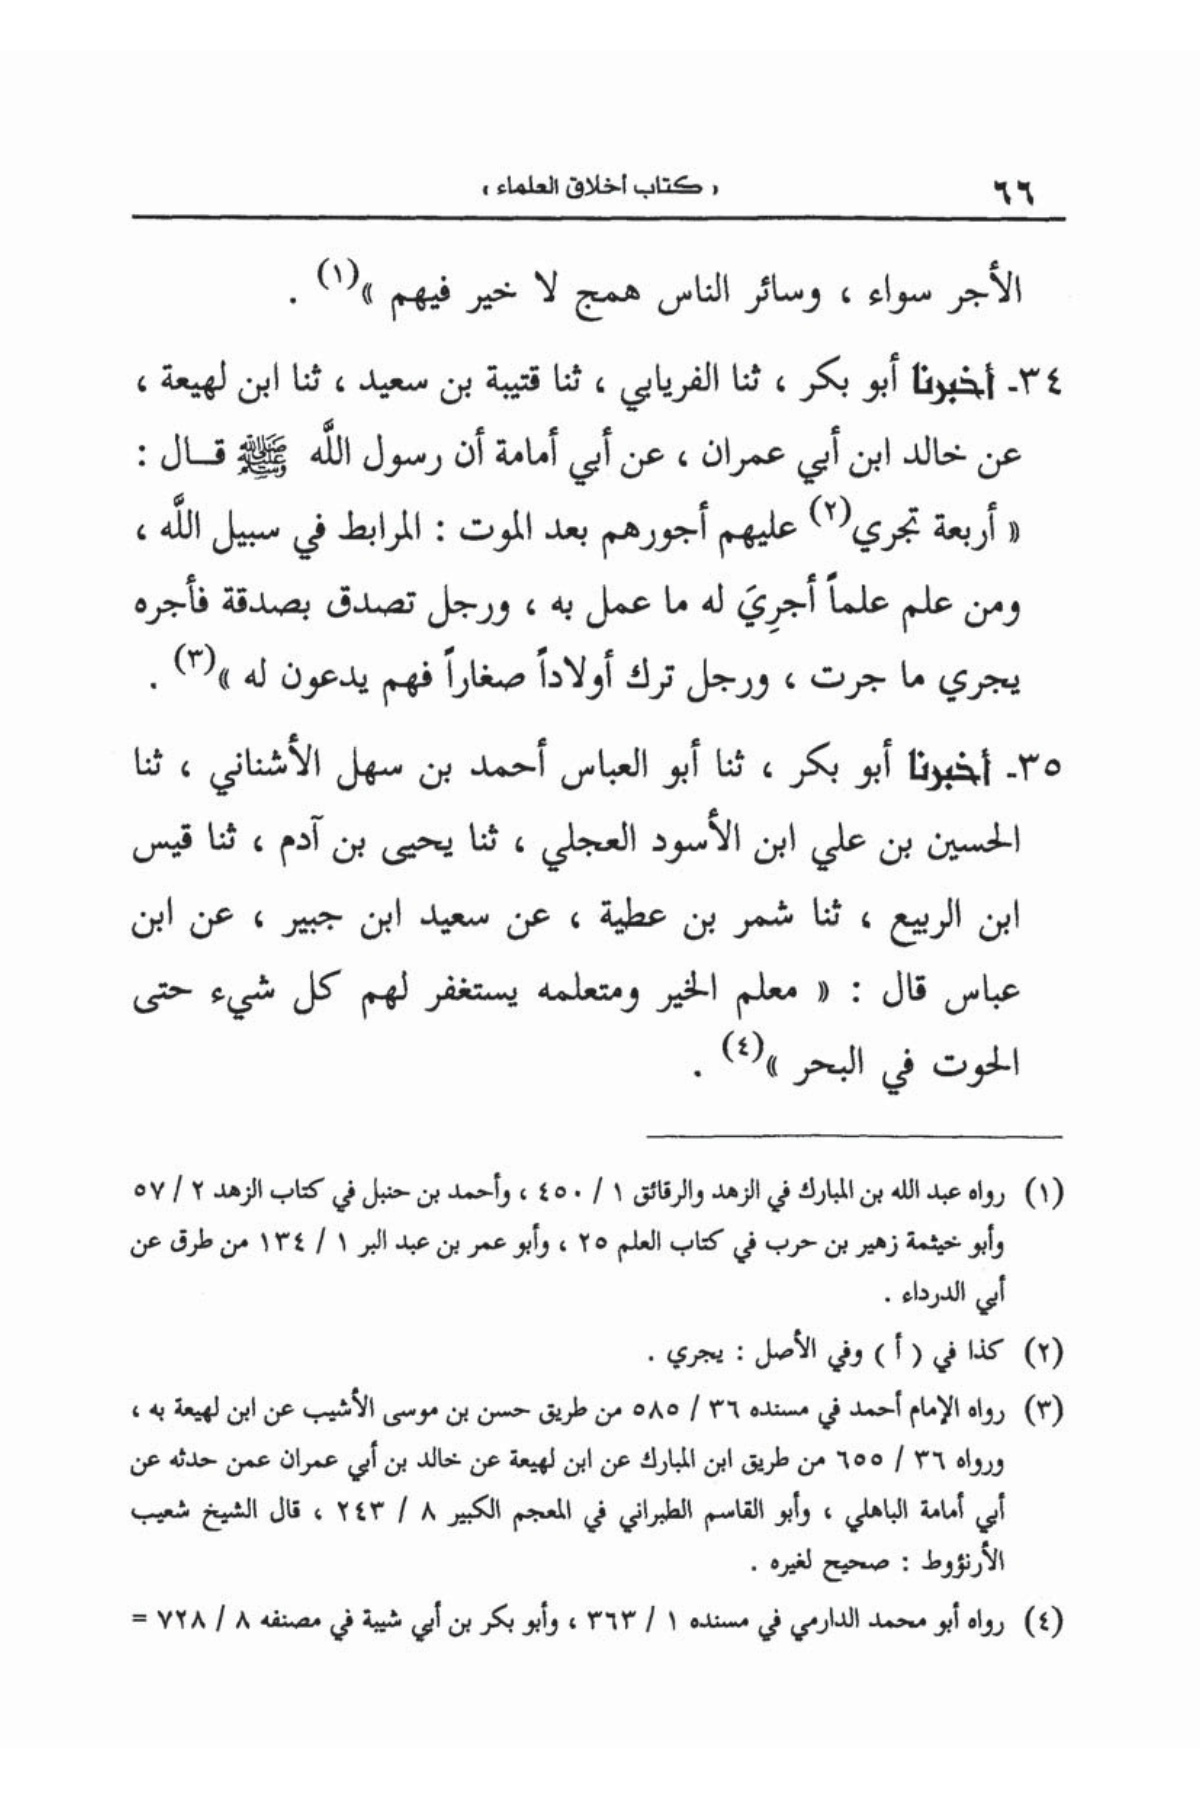 ٦٦
« كتاب أخلاق العلماء »
الأجر سواء ، وسائر الناس همج لا خير فيهم »(١) .
٣٤- أخبرنا أبو بكر ، ثنا الفريابي ، ثنا قتيبة بن سعيد ، ثنا ابن لهيعة ،
عن خالد ابن أبي عمران ، عن أبي أمامة أن رسول اللَّه ﷺ قــال :
« أربعة تجري(٢) عليهم أجورهم بعد الموت : المرابط في سبيل اللَّه ،
ومن علم علماً أجرِيَ له ما عمل به ، ورجل تصدق بصدقة فأجره
يجري ما جرت ، ورجل ترك أولاداً صغاراً فهم يدعون له »(٣) .
٣٥- أخبرنا أبو بكر ، ثنا أبو العباس أحمد بن سهل الأشناني ، ثنا
الحسين بن علي ابن الأسود العجلي ، ثنا يحيى بن آدم ، ثنا قيس
ابن الربيع ، ثنا شمر بن عطية ، عن سعيد ابن جبير ، عن ابن
عباس قال : « معلم الخير ومتعلمه يستغفر لهم كل شيء حتى
الحوت في البحر »(٤) .
(١) رواه عبد الله بن المبارك في الزهد والرقائق ١ / ٤٥٠ ، وأحمد بن حنبل في كتاب الزهد ٢ / ٥٧
وأبو خيثمة زهير بن حرب في كتاب العلم ٢٥ ، وأبو عمر بن عبد البر ١ / ١٣٤ من طرق عن
أبي الدرداء .
(٢) كذا في ( أ ) وفي الأصل : يجري .
(٣) رواه الإمام أحمد في مسنده ٣٦ / ٥٨٥ من طريق حسن بن موسى الأشيب عن ابن لهيعة به ،
ورواه ٣٦ / ٦٥٥ من طريق ابن المبارك عن ابن لهيعة عن خالد بن أبي عمران عمن حدثه عن
أبي أمامة الباهلي ، وأبو القاسم الطبراني في المعجم الكبير ٨ / ٢٤٣ ، قال الشيخ شعيب
الأرنؤوط : صحيح لغيره .
(٤) رواه أبو محمد الدارمي في مسنده ١ / ٣٦٣ ، وأبو بكر بن أبي شيبة في مصنفه ٨ / ٧٢٨ =